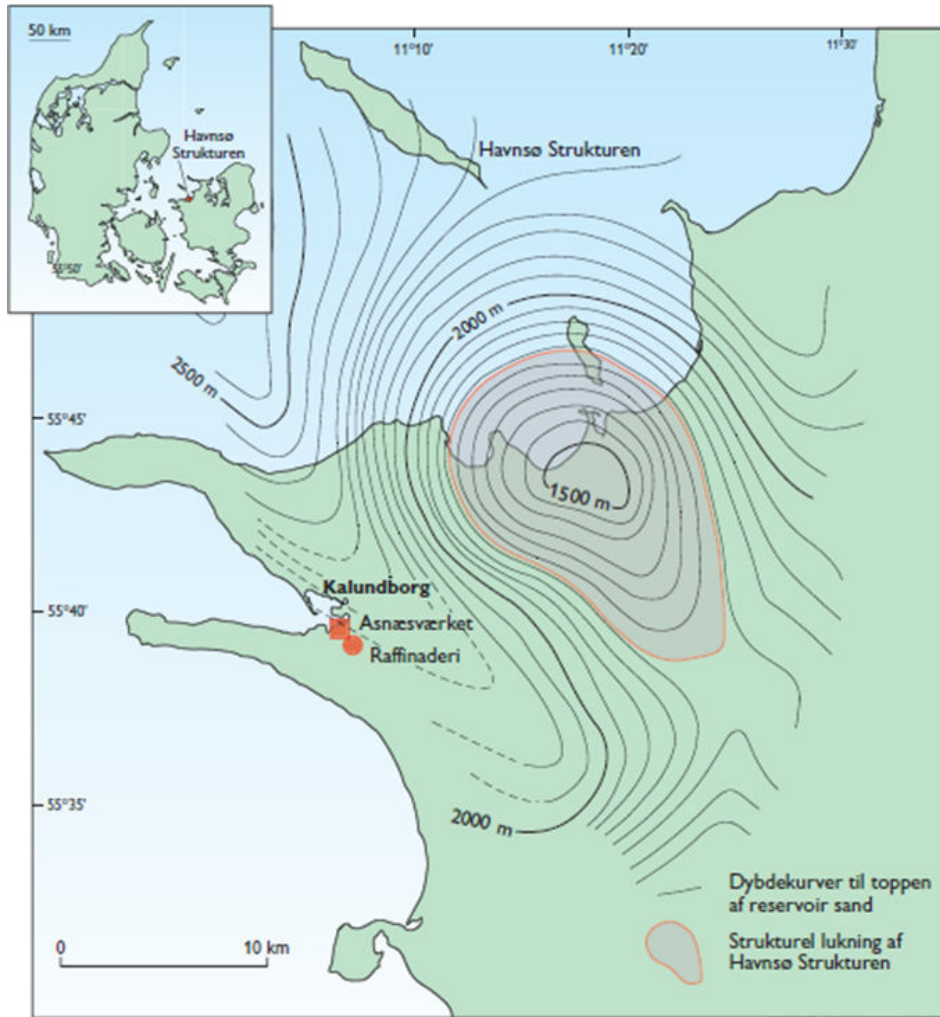 50 km
Havnsø
Strukturen
55°50'
11°10'
11°20'
11°30'
Havnsø Strukturen
2000 m
2500 m
55°45'
1500 m
Kalundborg
55°40'
Asnæsværket
Raffinaderi
55°35'
2000 m
Dybdekurver til toppen
af reservoir sand
0
10 km
Strukturel lukning af
Havnsø Strukturen